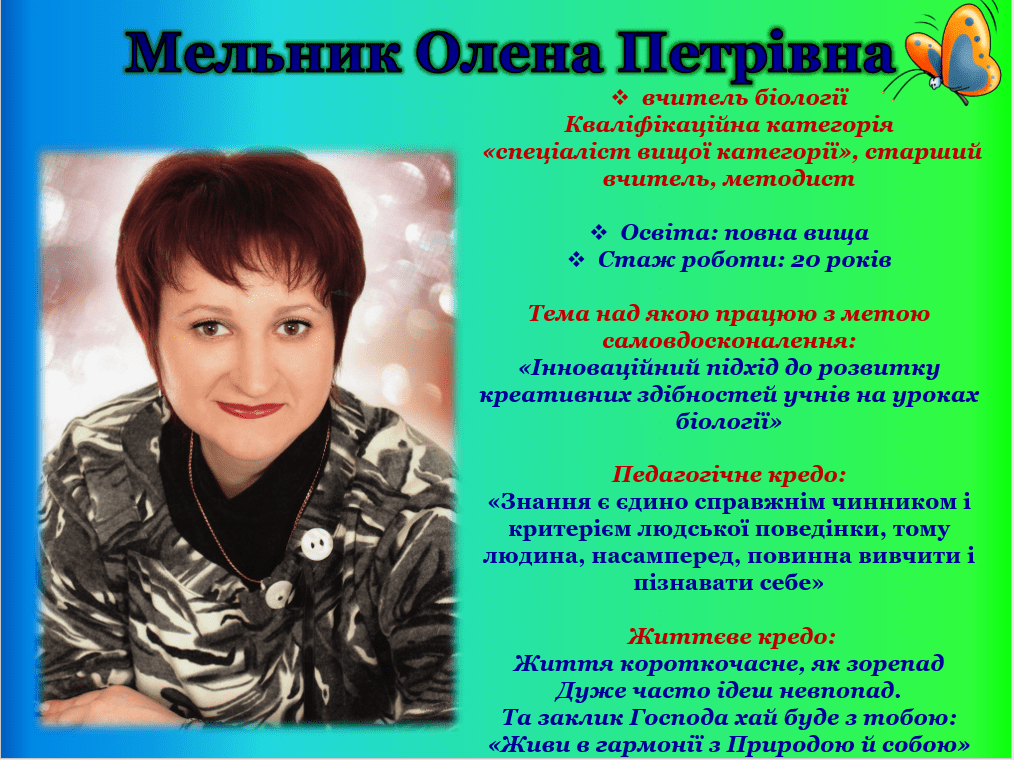 Мельник Олена Петрівна
❖ вчитель біології
Кваліфікаційна категорія
«спеціаліст вищої категорії», старший
вчитель, методист
❖ Освіта: повна вища
❖ Стаж роботи: 20 років
Тема над якою працюю з метою
самовдосконалення:
«Інноваційний підхід до розвитку
креативних здібностей учнів на уроках
біології»
Педагогічне кредо:
«Знання є єдино справжнім чинником і
критерієм людської поведінки, тому
людина, насамперед, повинна вивчити і
пізнавати себе»
Життєве кредо:
Життя короткочасне, як зорепад
Дуже часто ідеш невпопад.
Та заклик Господа хай буде з тобою:
«Живи в гармонії з Природою й собою»